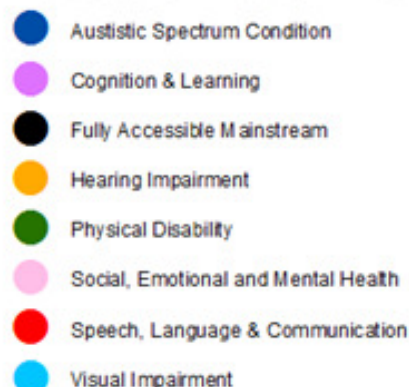 Austistic Spectrum Condition
Cognition & Learning
Fully Accessible Mainstream
Hearing Impairment
Physical Disability
Social, Emotional and Mental Health
Speech, Language & Communication
Visual Impairment